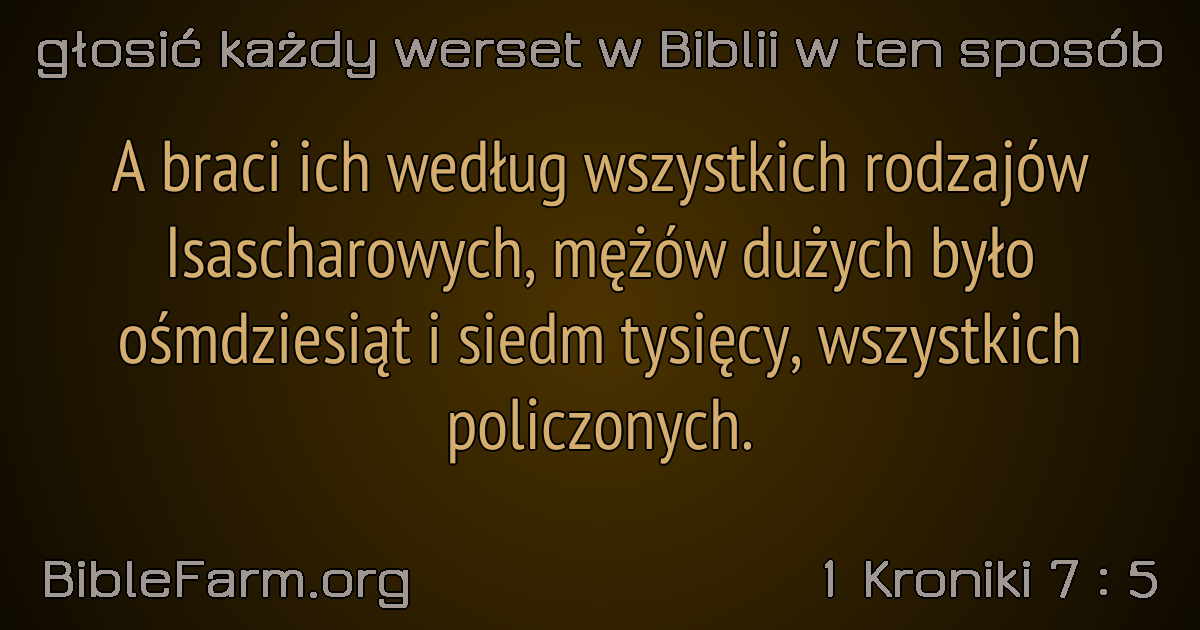 głosić każdy werset w Biblii w ten sposób
A braci ich według wszystkich rodzajów
Isascharowych, mężów dużych było
ośmdziesiąt i siedm tysięcy, wszystkich
policzonych.
BibleFarm.org
1 Kroniki 7 : 5